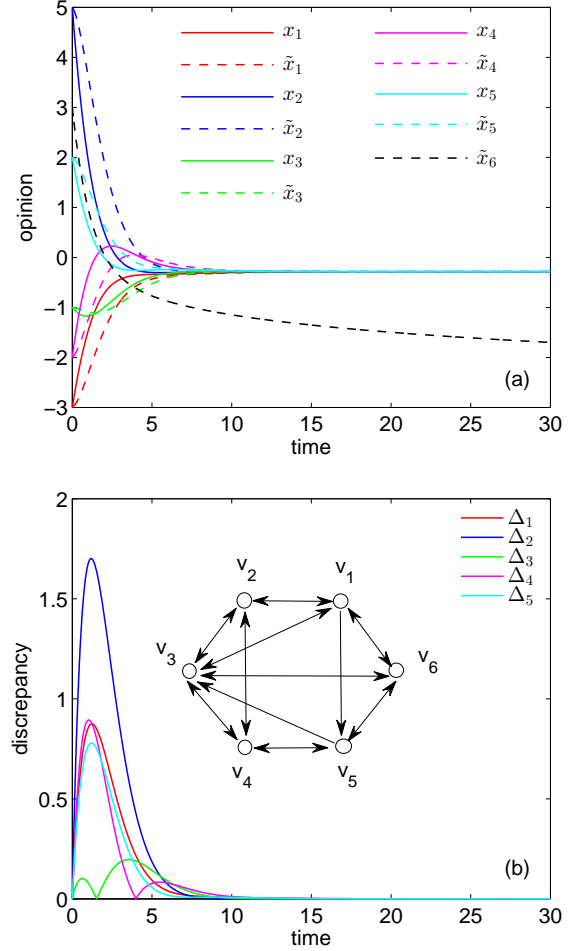 5
4
3
2
1
0
−1
−2
−3
opinion
x₁
x̃₁
x₂
x̃₂
x₃
x̃₃
x₄
x̃₄
x₅
x̃₅
x̃₆
(a)
0 5 10 15 20 25 30
time
2
1.5
1
0.5
0
discrepancy
Δ₁
Δ₂
Δ₃
Δ₄
Δ₅
v₂ v₁
v₃ v₆
v₄ v₅
(b)
0 5 10 15 20 25 30
time